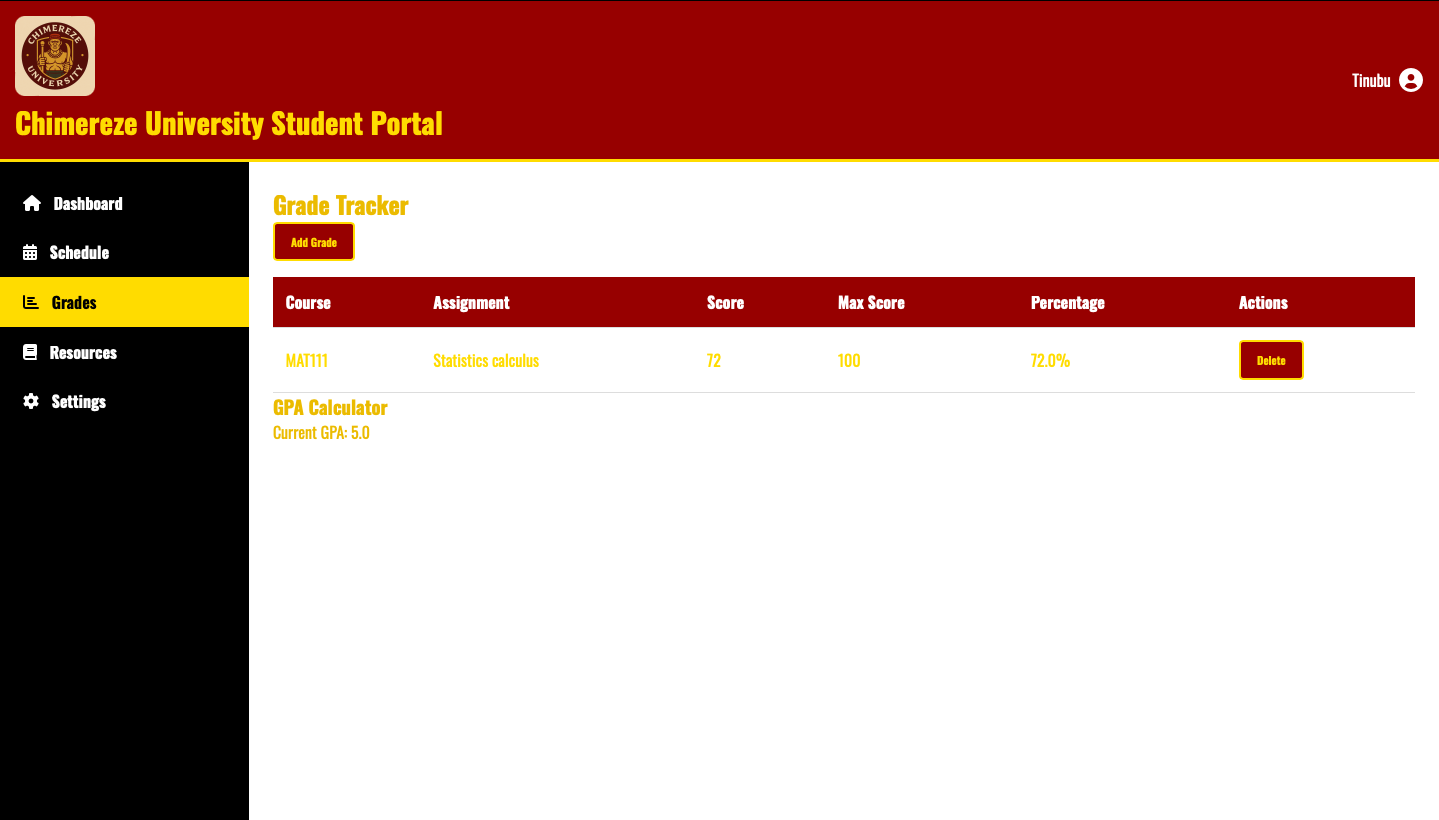 CHIMEREZE
UNIVERSITY
Tinubu
Chimereze University Student Portal
Dashboard
Schedule
Grades
Resources
Settings
Grade Tracker
Add Grade
Course Assignment Score Max Score Percentage Actions
MAT111 Statistics calculus 72 100 72.0% Delete
GPA Calculator
Current GPA: 5.0